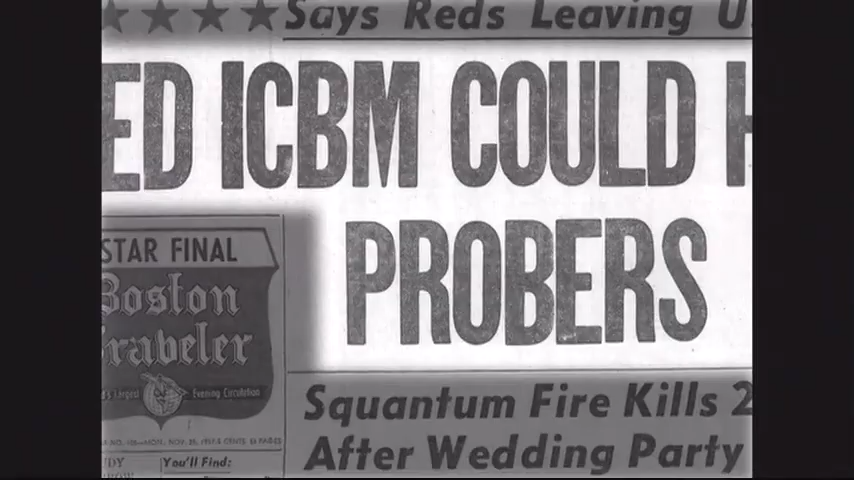 Says Reds Leaving U
ED ICBM COULD H
PROBERS
STAR FINAL
Boston
Traveler
Largest Evening Circulation
Squantum Fire Kills 2
After Wedding Party
You'll Find: